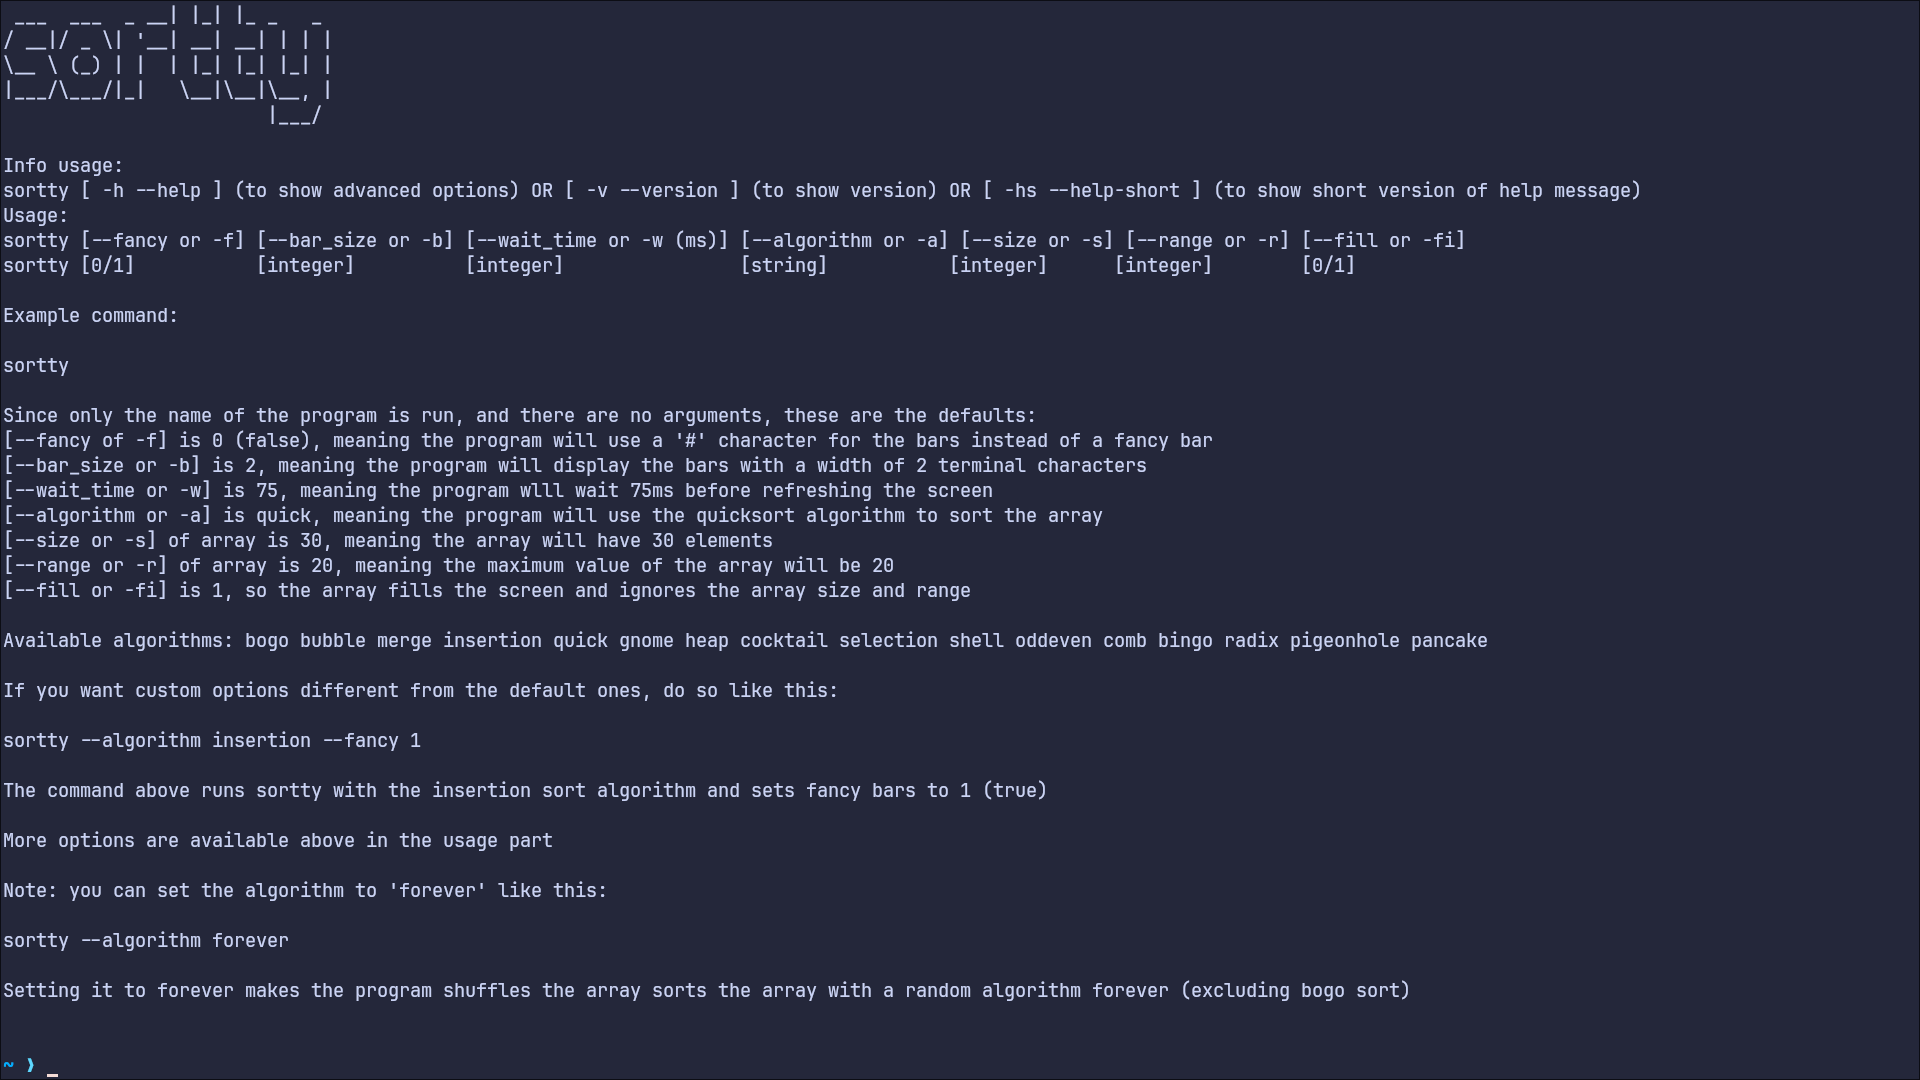 ___  ___  _ __| |_| |_ _   _
/ __|/ _ \| '__| __| __| | | |
\__ \ (_) | |  | |_| |_| |_| |
|___/\___/|_|   \__|\__|\__, |
                        |___/
Info usage:
sortty [ -h --help ] (to show advanced options) OR [ -v --version ] (to show version) OR [ -hs --help-short ] (to show short version of help message)
Usage:
sortty [--fancy or -f] [--bar_size or -b] [--wait_time or -w (ms)] [--algorithm or -a] [--size or -s] [--range or -r] [--fill or -fi]
sortty [0/1]           [integer]          [integer]                [string]           [integer]      [integer]        [0/1]
Example command:
sortty
Since only the name of the program is run, and there are no arguments, these are the defaults:
[--fancy of -f] is 0 (false), meaning the program will use a '#' character for the bars instead of a fancy bar
[--bar_size or -b] is 2, meaning the program will display the bars with a width of 2 terminal characters
[--wait_time or -w] is 75, meaning the program wlll wait 75ms before refreshing the screen
[--algorithm or -a] is quick, meaning the program will use the quicksort algorithm to sort the array
[--size or -s] of array is 30, meaning the array will have 30 elements
[--range or -r] of array is 20, meaning the maximum value of the array will be 20
[--fill or -fi] is 1, so the array fills the screen and ignores the array size and range
Available algorithms: bogo bubble merge insertion quick gnome heap cocktail selection shell oddeven comb bingo radix pigeonhole pancake
If you want custom options different from the default ones, do so like this:
sortty --algorithm insertion --fancy 1
The command above runs sortty with the insertion sort algorithm and sets fancy bars to 1 (true)
More options are available above in the usage part
Note: you can set the algorithm to 'forever' like this:
sortty --algorithm forever
Setting it to forever makes the program shuffles the array sorts the array with a random algorithm forever (excluding bogo sort)
~ ❯ _